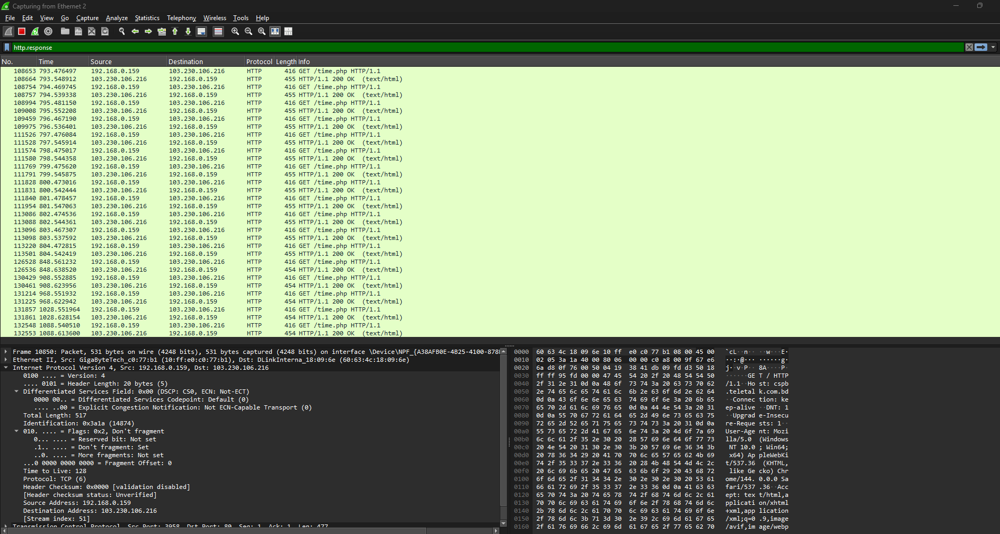 Capturing from Ethernet 2
File Edit View Go Capture Analyze Statistics Telephony Wireless Tools Help
http.response
No. Time Source Destination Protocol Length Info
108653 793.476497 192.168.0.159 103.230.106.216 HTTP 416 GET /time.php HTTP/1.1
108664 793.548912 103.230.106.216 192.168.0.159 HTTP 455 HTTP/1.1 200 OK (text/html)
108754 794.469745 192.168.0.159 103.230.106.216 HTTP 416 GET /time.php HTTP/1.1
108757 794.539338 103.230.106.216 192.168.0.159 HTTP 455 HTTP/1.1 200 OK (text/html)
108994 795.481150 192.168.0.159 103.230.106.216 HTTP 416 GET /time.php HTTP/1.1
109008 795.552208 103.230.106.216 192.168.0.159 HTTP 455 HTTP/1.1 200 OK (text/html)
109459 796.467190 192.168.0.159 103.230.106.216 HTTP 416 GET /time.php HTTP/1.1
109975 796.536401 103.230.106.216 192.168.0.159 HTTP 455 HTTP/1.1 200 OK (text/html)
111526 797.476084 192.168.0.159 103.230.106.216 HTTP 416 GET /time.php HTTP/1.1
111528 797.545914 103.230.106.216 192.168.0.159 HTTP 455 HTTP/1.1 200 OK (text/html)
111574 798.475017 192.168.0.159 103.230.106.216 HTTP 416 GET /time.php HTTP/1.1
111580 798.544358 103.230.106.216 192.168.0.159 HTTP 455 HTTP/1.1 200 OK (text/html)
111769 799.475620 192.168.0.159 103.230.106.216 HTTP 416 GET /time.php HTTP/1.1
111791 799.545875 103.230.106.216 192.168.0.159 HTTP 455 HTTP/1.1 200 OK (text/html)
111828 800.473016 192.168.0.159 103.230.106.216 HTTP 416 GET /time.php HTTP/1.1
111831 800.542444 103.230.106.216 192.168.0.159 HTTP 455 HTTP/1.1 200 OK (text/html)
111840 801.478457 192.168.0.159 103.230.106.216 HTTP 416 GET /time.php HTTP/1.1
111954 801.547063 103.230.106.216 192.168.0.159 HTTP 455 HTTP/1.1 200 OK (text/html)
113086 802.474536 192.168.0.159 103.230.106.216 HTTP 416 GET /time.php HTTP/1.1
113088 802.544361 103.230.106.216 192.168.0.159 HTTP 455 HTTP/1.1 200 OK (text/html)
113096 803.467307 192.168.0.159 103.230.106.216 HTTP 416 GET /time.php HTTP/1.1
113098 803.537592 103.230.106.216 192.168.0.159 HTTP 455 HTTP/1.1 200 OK (text/html)
113220 804.472815 192.168.0.159 103.230.106.216 HTTP 416 GET /time.php HTTP/1.1
113501 804.542419 103.230.106.216 192.168.0.159 HTTP 455 HTTP/1.1 200 OK (text/html)
126528 848.561232 192.168.0.159 103.230.106.216 HTTP 416 GET /time.php HTTP/1.1
126536 848.638520 103.230.106.216 192.168.0.159 HTTP 454 HTTP/1.1 200 OK (text/html)
130429 908.552885 192.168.0.159 103.230.106.216 HTTP 416 GET /time.php HTTP/1.1
130461 908.623956 103.230.106.216 192.168.0.159 HTTP 454 HTTP/1.1 200 OK (text/html)
131214 968.551932 192.168.0.159 103.230.106.216 HTTP 416 GET /time.php HTTP/1.1
131225 968.622942 103.230.106.216 192.168.0.159 HTTP 454 HTTP/1.1 200 OK (text/html)
131857 1028.551964 192.168.0.159 103.230.106.216 HTTP 416 GET /time.php HTTP/1.1
131861 1028.628154 103.230.106.216 192.168.0.159 HTTP 454 HTTP/1.1 200 OK (text/html)
132548 1088.540510 192.168.0.159 103.230.106.216 HTTP 416 GET /time.php HTTP/1.1
132553 1088.613600 103.230.106.216 192.168.0.159 HTTP 454 HTTP/1.1 200 OK (text/html)
Frame 10850: Packet, 531 bytes on wire (4248 bits), 531 bytes captured (4248 bits) on interface \Device\NPF_{A38AFB0E-4B25-4100-878
Ethernet II, Src: GigaByteTech_c0:77:b1 (10:ff:e0:c0:77:b1), Dst: DLinkInterna_18:09:6e (60:63:4c:18:09:6e)
Internet Protocol Version 4, Src: 192.168.0.159, Dst: 103.230.106.216
0100 .... = Version: 4
.... 0101 = Header Length: 20 bytes (5)
Differentiated Services Field: 0x00 (DSCP: CS0, ECN: Not-ECT)
0000 00.. = Differentiated Services Codepoint: Default (0)
.... ..00 = Explicit Congestion Notification: Not ECN-Capable Transport (0)
Total Length: 517
Identification: 0x3a1a (14874)
010. .... = Flags: 0x2, Don't fragment
0... .... = Reserved bit: Not set
.1.. .... = Don't fragment: Set
..0. .... = More fragments: Not set
...0 0000 0000 0000 = Fragment Offset: 0
Time to Live: 128
Protocol: TCP (6)
Header Checksum: 0x0000 [validation disabled]
[Header checksum status: Unverified]
Source Address: 192.168.0.159
Destination Address: 103.230.106.216
[Stream index: 51]
Transmission Control Protocol, Src Port: 3958, Dst Port: 80, Seq: 1, Ack: 1, Len: 477
0000 60 63 4c 18 09 6e 10 ff e0 c0 77 b1 08 00 45 00 `cL··n·· ··w···E·
0010 02 05 3a 1a 40 00 80 06 00 00 c0 a8 00 9f 67 e6 ··:·@··· ······g·
0020 6a d8 0f 76 00 50 04 19 38 41 db 09 fd d3 50 18 j··v·P·· 8A····P·
0030 ff ff 95 fd 00 00 47 45 54 20 2f 20 48 54 54 50 ······GE T / HTTP
0040 2f 31 2e 31 0d 0a 48 6f 73 74 3a 20 63 73 70 62 /1.1··Ho st: cspb
0050 2e 74 65 6c 65 74 61 6c 6b 2e 63 6f 6d 2e 62 64 .teletal k.com.bd
0060 0d 0a 43 6f 6e 6e 65 63 74 69 6f 6e 3a 20 6b 65 ··Connec tion: ke
0070 65 70 2d 61 6c 69 76 65 0d 0a 44 4e 54 3a 20 31 ep-alive ··DNT: 1
0080 0d 0a 55 70 67 72 61 64 65 2d 49 6e 73 65 63 75 ··Upgrad e-Insecu
0090 72 65 2d 52 65 71 75 65 73 74 73 3a 20 31 0d 0a re-Reque sts: 1··
00a0 55 73 65 72 2d 41 67 65 6e 74 3a 20 4d 6f 7a 69 User-Age nt: Mozi
00b0 6c 6c 61 2f 35 2e 30 20 28 57 69 6e 64 6f 77 73 lla/5.0 (Windows
00c0 20 4e 54 20 31 30 2e 30 3b 20 57 69 6e 36 34 3b NT 10.0 ; Win64;
00d0 20 78 36 34 29 20 41 70 70 6c 65 57 65 62 4b 69 x64) Ap pleWebKi
00e0 74 2f 35 33 37 2e 33 36 20 28 4b 48 54 4d 4c 2c t/537.36 (KHTML,
00f0 20 6c 69 6b 65 20 47 65 63 6b 6f 29 20 43 68 72 like Ge cko) Chr
0100 6f 6d 65 2f 31 34 34 2e 30 2e 30 2e 30 20 53 61 ome/144. 0.0.0 Sa
0110 66 61 72 69 2f 35 33 37 2e 33 36 0d 0a 41 63 63 fari/537 .36··Acc
0120 65 70 74 3a 20 74 65 78 74 2f 68 74 6d 6c 2c 61 ept: tex t/html,a
0130 70 70 6c 69 63 61 74 69 6f 6e 2f 78 68 74 6d 6c pplicati on/xhtml
0140 2b 78 6d 6c 2c 61 70 70 6c 69 63 61 74 69 6f 6e +xml,app lication
0150 2f 78 6d 6c 3b 71 3d 30 2e 39 2c 69 6d 61 67 65 /xml;q=0 .9,image
0160 2f 61 76 69 66 2c 69 6d 61 67 65 2f 77 65 62 70 /avif,im age/webp